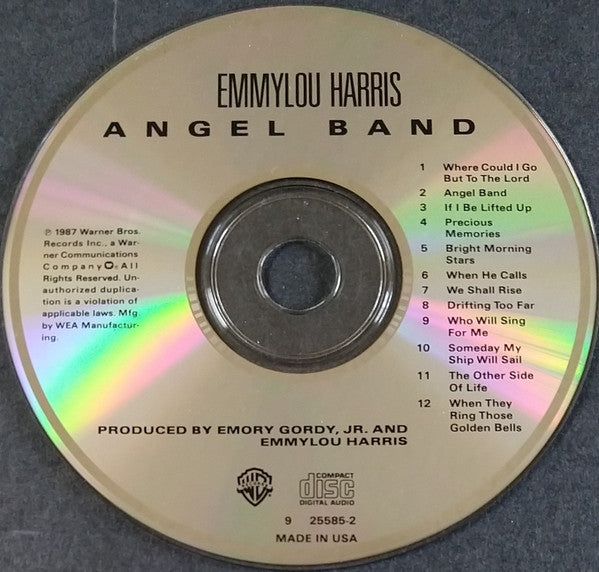 EMMYLOU HARRIS
ANGEL BAND
℗ 1987 Warner Bros.
Records Inc., a War-
ner Communications
Company. All
Rights Reserved. Un-
authorized duplica-
tion is a violation of
applicable laws. Mfg
by WEA Manufactur-
ing.
1 Where Could I Go
But To The Lord
2 Angel Band
3 If I Be Lifted Up
4 Precious
Memories
5 Bright Morning
Stars
6 When He Calls
7 We Shall Rise
8 Drifting Too Far
9 Who Will Sing
For Me
10 Someday My
Ship Will Sail
11 The Other Side
Of Life
12 When They
Ring Those
Golden Bells
PRODUCED BY EMORY GORDY, JR. AND
EMMYLOU HARRIS
COMPACT
disc
DIGITAL AUDIO
9 25585-2
MADE IN USA